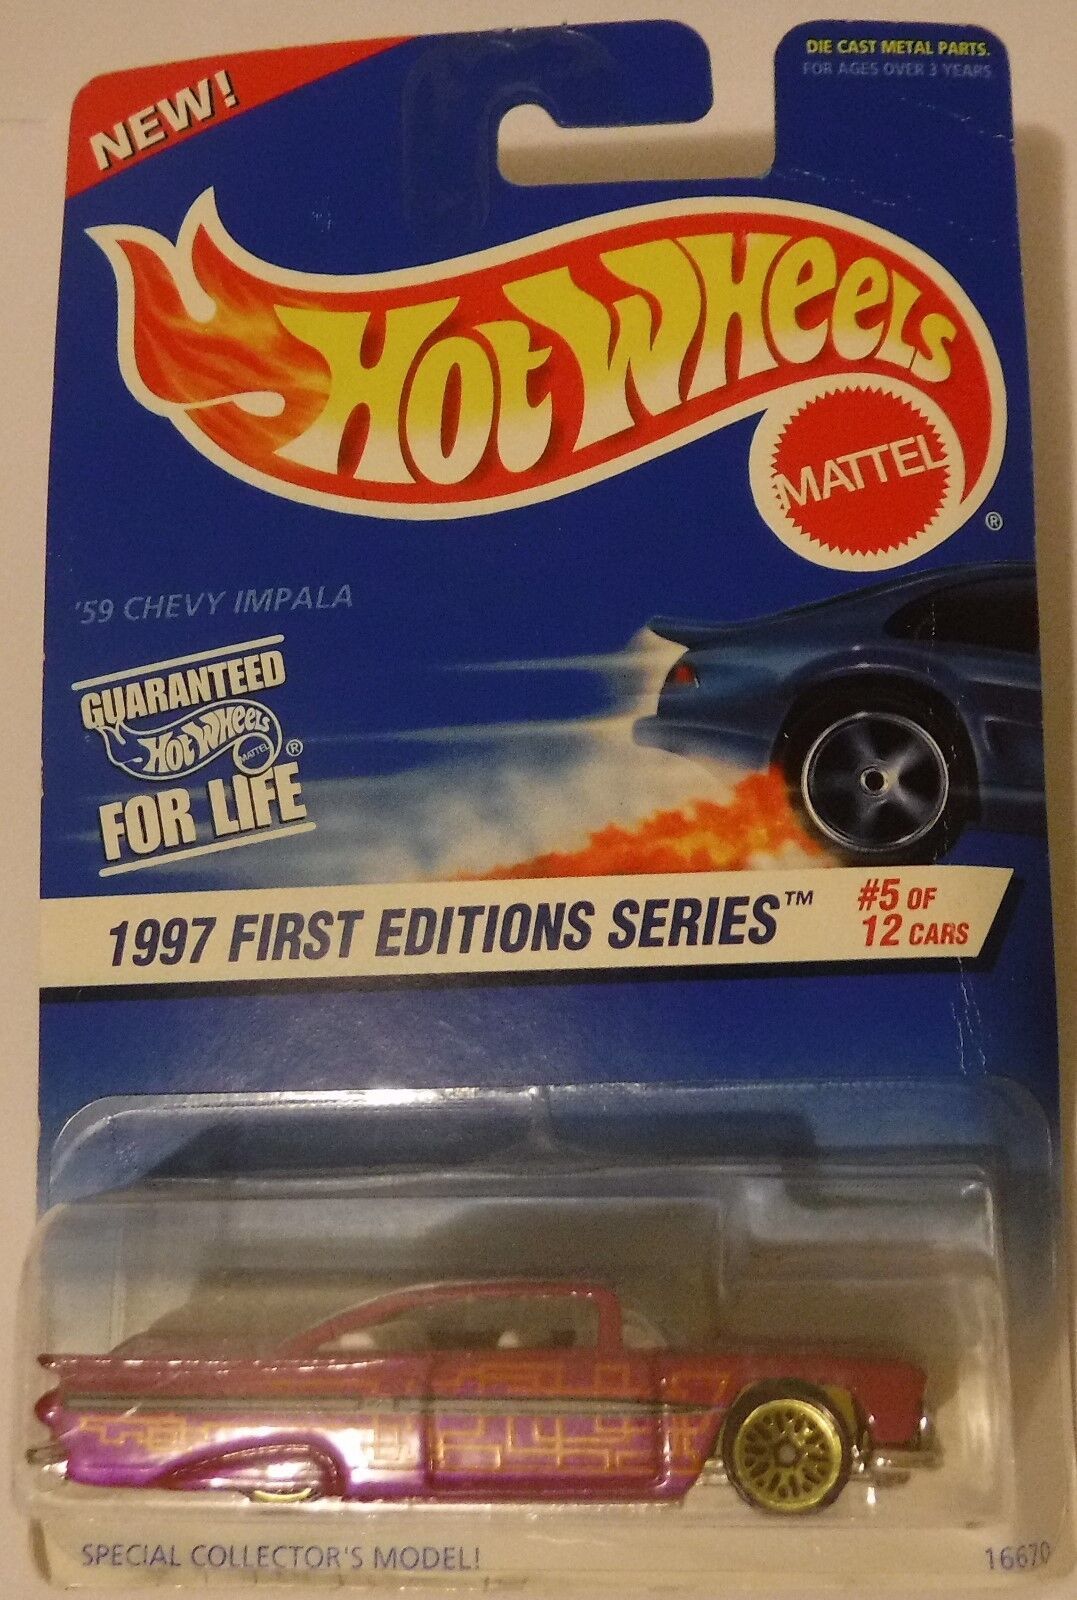 DIE CAST METAL PARTS.
FOR AGES OVER 3 YEARS
NEW!
HOT WHEELS
MATTEL
®
'59 CHEVY IMPALA
GUARANTEED
HOT WHEELS
MATTEL
®
FOR LIFE
1997 FIRST EDITIONS SERIES™
#5 OF
12 CARS
SPECIAL COLLECTOR'S MODEL!
16670